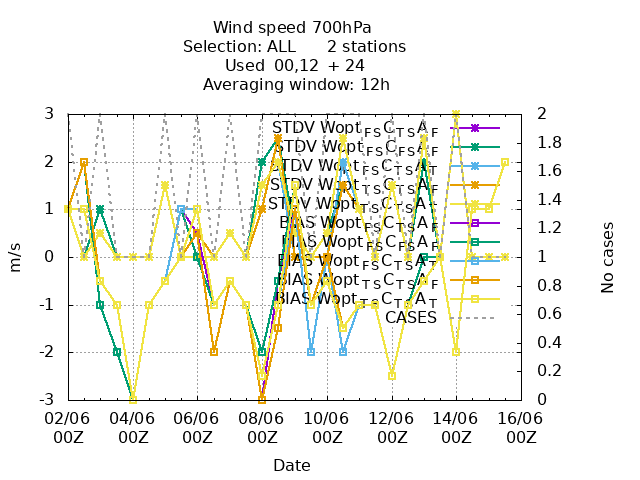 Wind speed 700hPa
Selection: ALL 2 stations
Used 00,12 + 24
Averaging window: 12h
STDV Wopt FS C TS A F
STDV Wopt FS C FS A F
STDV Wopt FS C TS A T
STDV Wopt TS C TS A F
STDV Wopt TS C TS A T
BIAS Wopt FS C TS A F
BIAS Wopt FS C FS A F
BIAS Wopt FS C TS A T
BIAS Wopt TS C TS A F
BIAS Wopt TS C TS A T
CASES
3
2
1
0
-1
-2
-3
m/s
2
1.8
1.6
1.4
1.2
1
0.8
0.6
0.4
0.2
0
No cases
02/06 04/06 06/06 08/06 10/06 12/06 14/06 16/06
00Z 00Z 00Z 00Z 00Z 00Z 00Z 00Z
Date